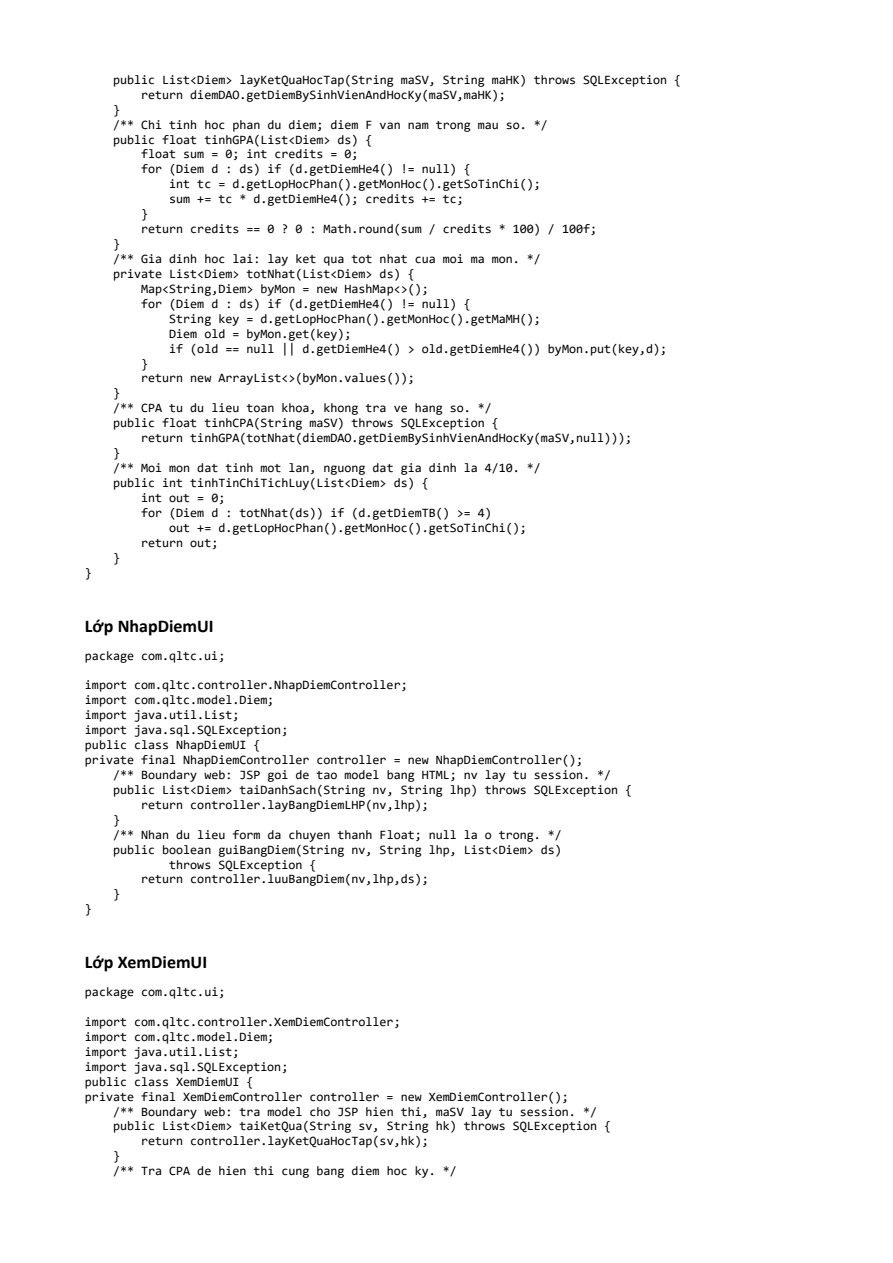 public List<Diem> layKetQuaHocTap(String maSV, String maHK) throws SQLException {
        return diemDAO.getDiemBySinhVienAndHocKy(maSV,maHK);
    }
    /** Chi tinh hoc phan du diem; diem F van nam trong mau so. */
    public float tinhGPA(List<Diem> ds) {
        float sum = 0; int credits = 0;
        for (Diem d : ds) if (d.getDiemHe4() != null) {
            int tc = d.getLopHocPhan().getMonHoc().getSoTinChi();
            sum += tc * d.getDiemHe4(); credits += tc;
        }
        return credits == 0 ? 0 : Math.round(sum / credits * 100) / 100f;
    }
    /** Gia dinh hoc lai: lay ket qua tot nhat cua moi ma mon. */
    private List<Diem> totNhat(List<Diem> ds) {
        Map<String,Diem> byMon = new HashMap<>();
        for (Diem d : ds) if (d.getDiemHe4() != null) {
            String key = d.getLopHocPhan().getMonHoc().getMaMH();
            Diem old = byMon.get(key);
            if (old == null || d.getDiemHe4() > old.getDiemHe4()) byMon.put(key,d);
        }
        return new ArrayList<>(byMon.values());
    }
    /** CPA tu du lieu toan khoa, khong tra ve hang so. */
    public float tinhCPA(String maSV) throws SQLException {
        return tinhGPA(totNhat(diemDAO.getDiemBySinhVienAndHocKy(maSV,null)));
    }
    /** Moi mon dat tinh mot lan, nguong dat gia dinh la 4/10. */
    public int tinhTinChiTichLuy(List<Diem> ds) {
        int out = 0;
        for (Diem d : totNhat(ds)) if (d.getDiemTB() >= 4)
            out += d.getLopHocPhan().getMonHoc().getSoTinChi();
        return out;
    }
}
Lớp NhapDiemUI
package com.qltc.ui;
import com.qltc.controller.NhapDiemController;
import com.qltc.model.Diem;
import java.util.List;
import java.sql.SQLException;
public class NhapDiemUI {
private final NhapDiemController controller = new NhapDiemController();
    /** Boundary web: JSP goi de tao model bang HTML; nv lay tu session. */
    public List<Diem> taiDanhSach(String nv, String lhp) throws SQLException {
        return controller.layBangDiemLHP(nv,lhp);
    }
    /** Nhan du lieu form da chuyen thanh Float; null la o trong. */
    public boolean guiBangDiem(String nv, String lhp, List<Diem> ds)
            throws SQLException {
        return controller.luuBangDiem(nv,lhp,ds);
    }
}
Lớp XemDiemUI
package com.qltc.ui;
import com.qltc.controller.XemDiemController;
import com.qltc.model.Diem;
import java.util.List;
import java.sql.SQLException;
public class XemDiemUI {
private final XemDiemController controller = new XemDiemController();
    /** Boundary web: tra model cho JSP hien thi, maSV lay tu session. */
    public List<Diem> taiKetQua(String sv, String hk) throws SQLException {
        return controller.layKetQuaHocTap(sv,hk);
    }
    /** Tra CPA de hien thi cung bang diem hoc ky. */